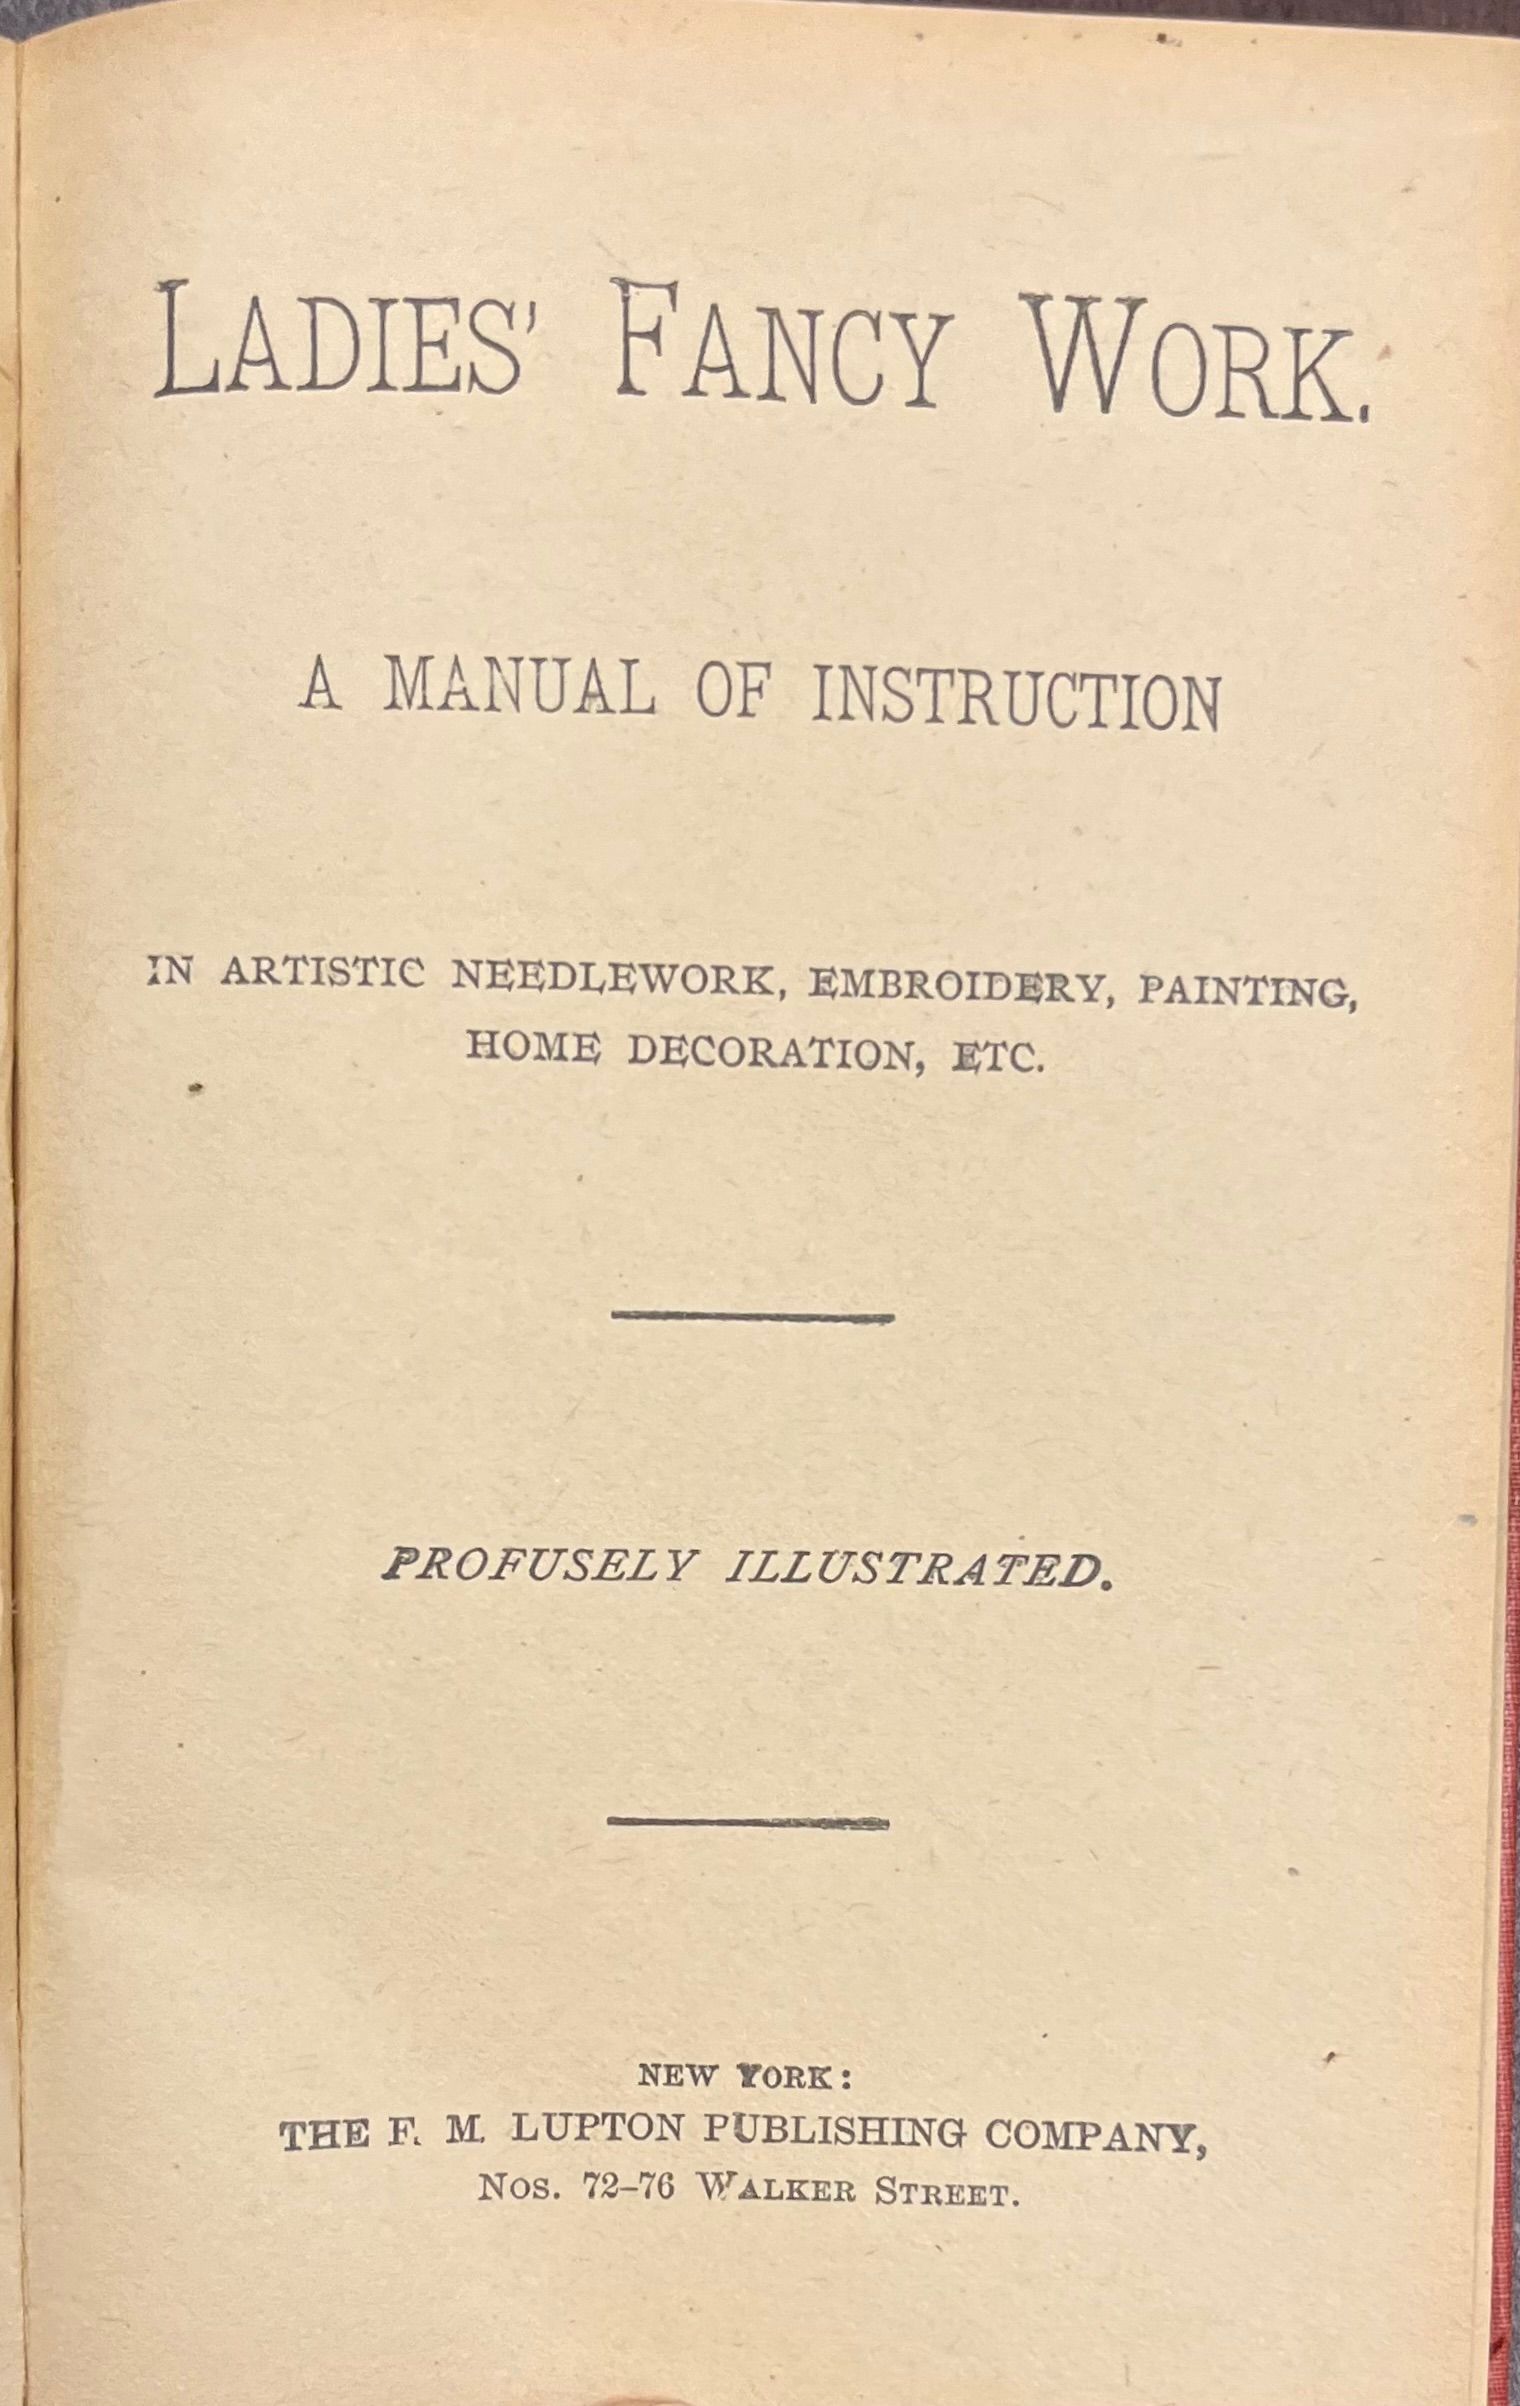 LADIES' FANCY WORK.
A MANUAL OF INSTRUCTION
IN ARTISTIC NEEDLEWORK, EMBROIDERY, PAINTING,
HOME DECORATION, ETC.
PROFUSELY ILLUSTRATED.
NEW YORK:
THE F. M. LUPTON PUBLISHING COMPANY,
Nos. 72–76 WALKER STREET.